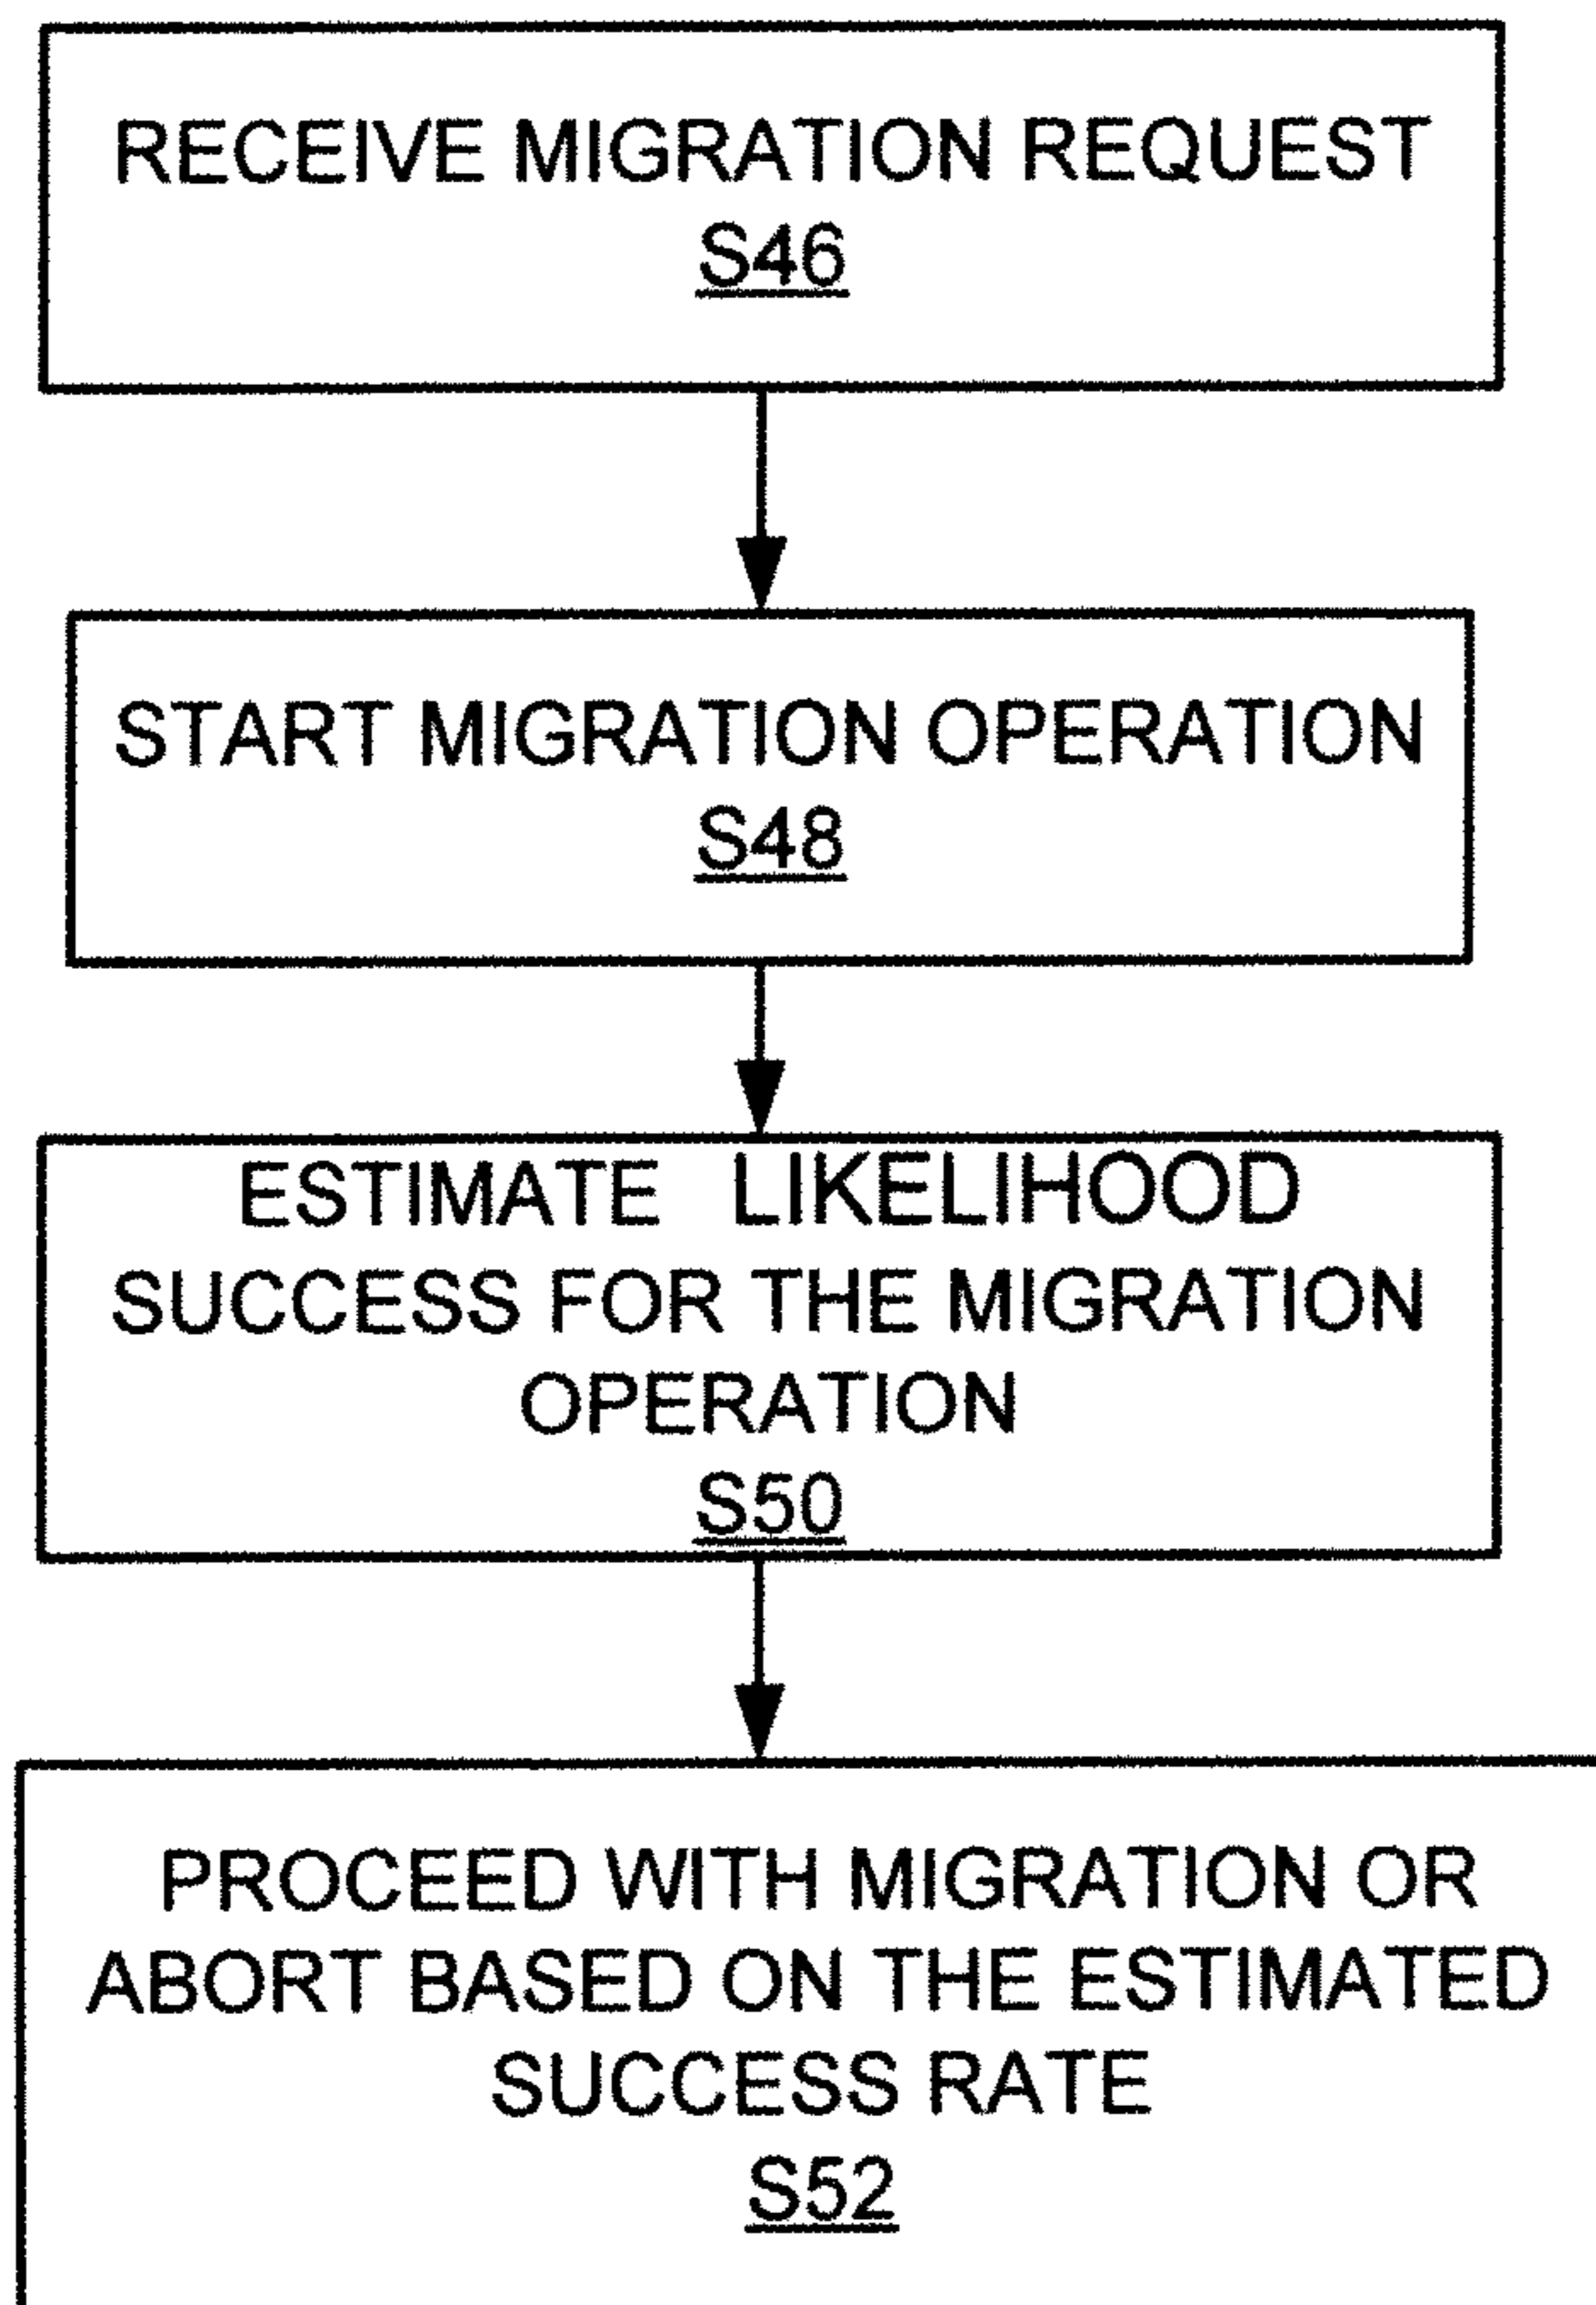 RECEIVE MIGRATION REQUEST
S46
START MIGRATION OPERATION
S48
ESTIMATE LIKELIHOOD
SUCCESS FOR THE MIGRATION
OPERATION
S50
PROCEED WITH MIGRATION OR
ABORT BASED ON THE ESTIMATED
SUCCESS RATE
S52